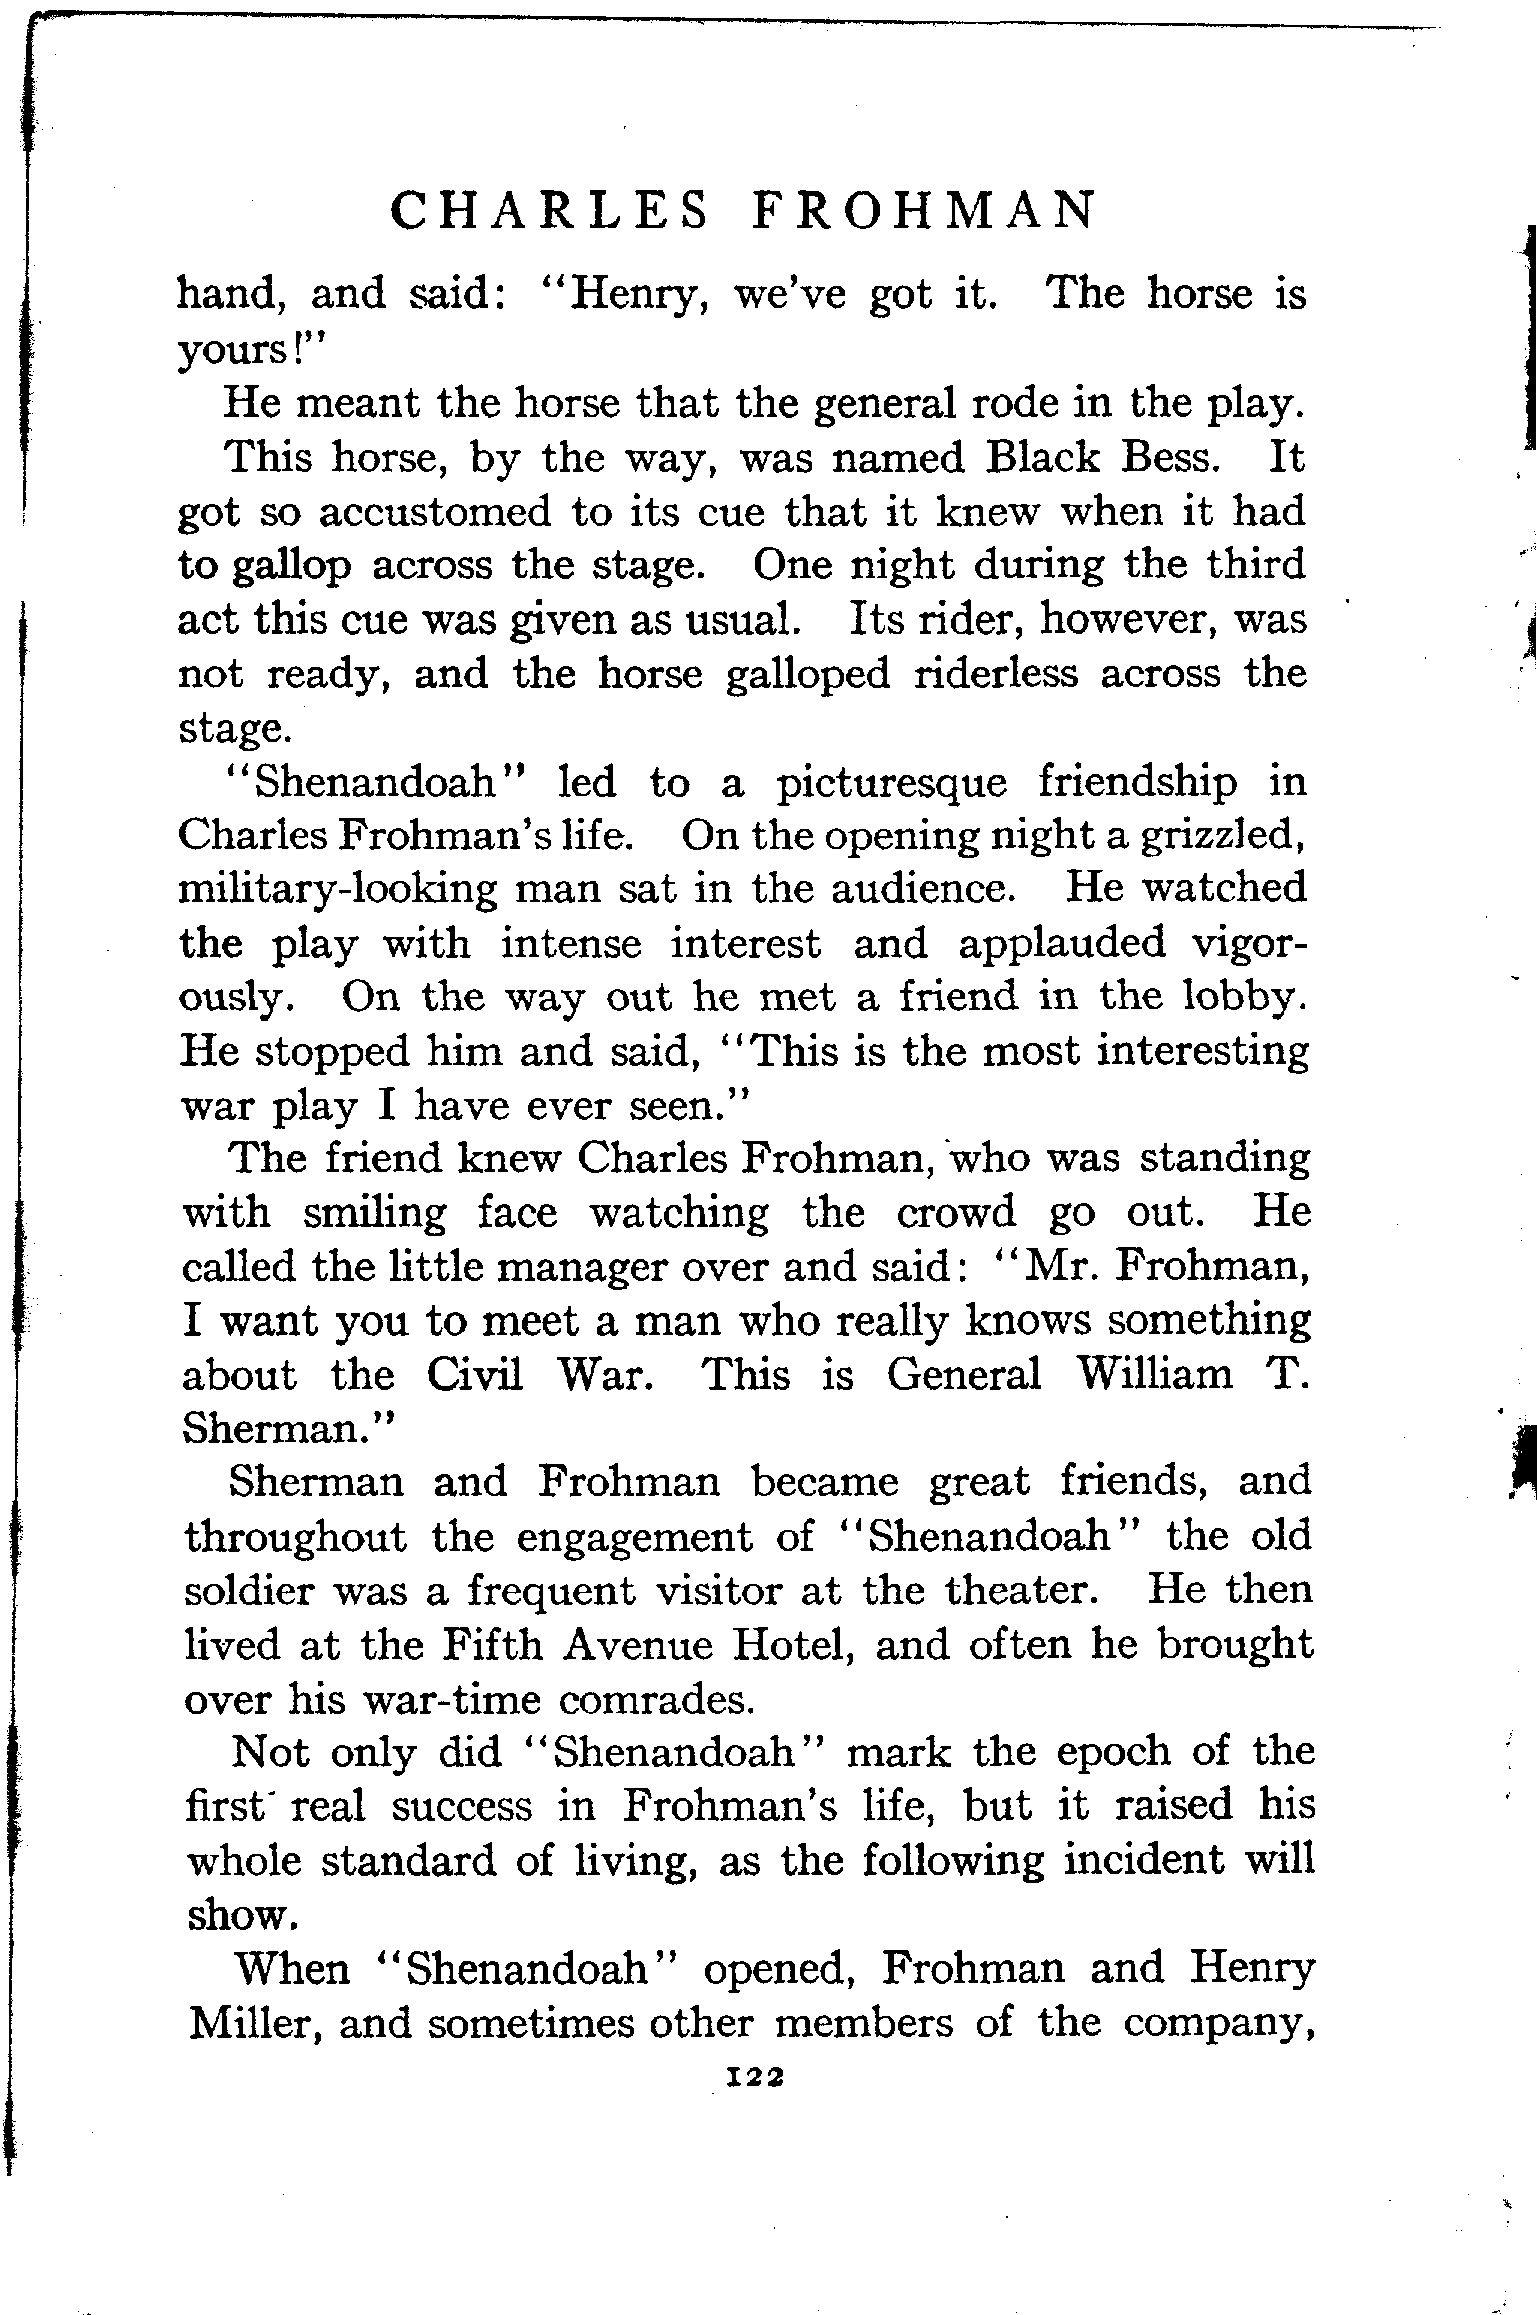 CHARLES FROHMAN
hand, and said: "Henry, we've got it. The horse is
yours!"
He meant the horse that the general rode in the play.
This horse, by the way, was named Black Bess. It
got so accustomed to its cue that it knew when it had
to gallop across the stage. One night during the third
act this cue was given as usual. Its rider, however, was
not ready, and the horse galloped riderless across the
stage.
"Shenandoah" led to a picturesque friendship in
Charles Frohman's life. On the opening night a grizzled,
military-looking man sat in the audience. He watched
the play with intense interest and applauded vigor-
ously. On the way out he met a friend in the lobby.
He stopped him and said, "This is the most interesting
war play I have ever seen."
The friend knew Charles Frohman, who was standing
with smiling face watching the crowd go out. He
called the little manager over and said: "Mr. Frohman,
I want you to meet a man who really knows something
about the Civil War. This is General William T.
Sherman."
Sherman and Frohman became great friends, and
throughout the engagement of "Shenandoah" the old
soldier was a frequent visitor at the theater. He then
lived at the Fifth Avenue Hotel, and often he brought
over his war-time comrades.
Not only did "Shenandoah" mark the epoch of the
first real success in Frohman's life, but it raised his
whole standard of living, as the following incident will
show.
When "Shenandoah" opened, Frohman and Henry
Miller, and sometimes other members of the company,
122